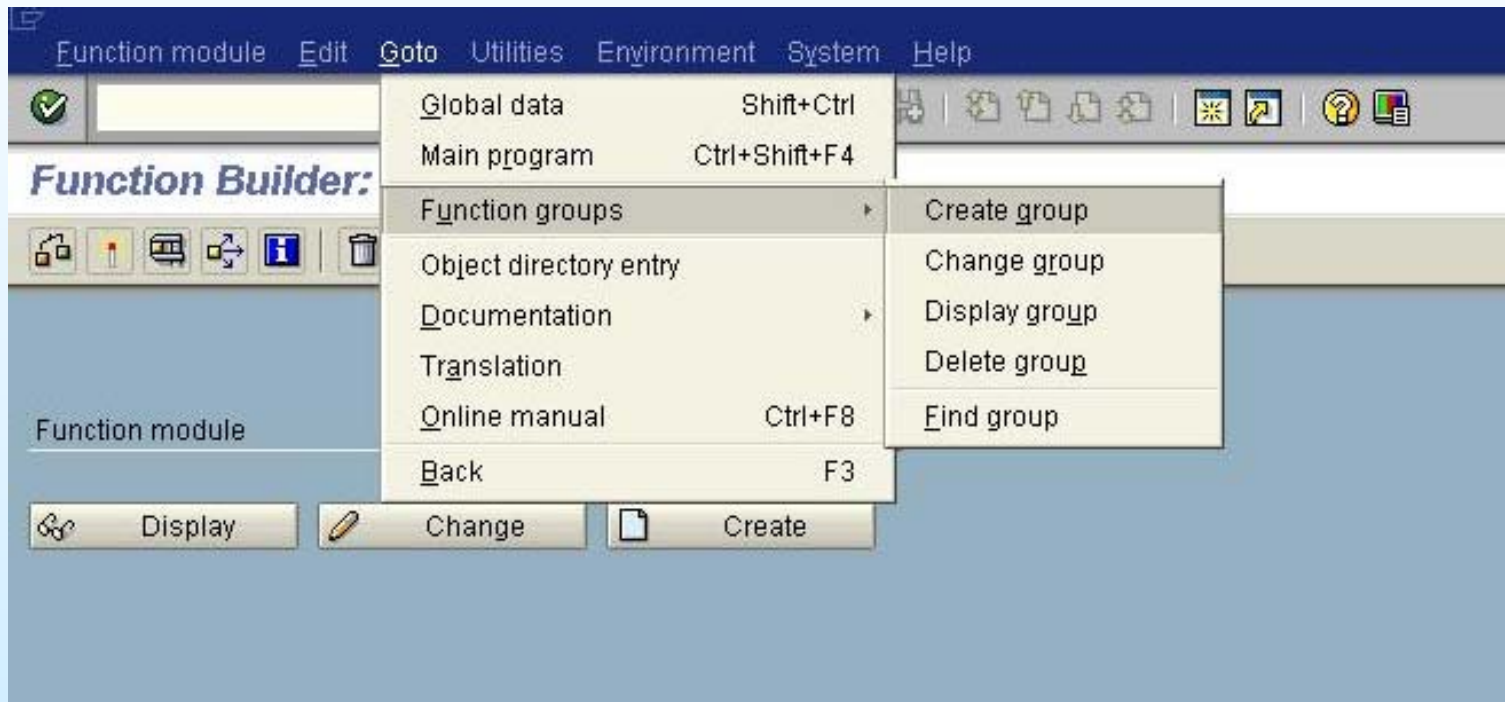 Function module Edit Goto Utilities Environment System Help
Global data Shift+Ctrl
Main program Ctrl+Shift+F4
Function Builder:
Function groups
Create group
Object directory entry
Change group
Documentation
Display group
Translation
Delete group
Function module
Online manual Ctrl+F8
Find group
Back F3
Display Change Create